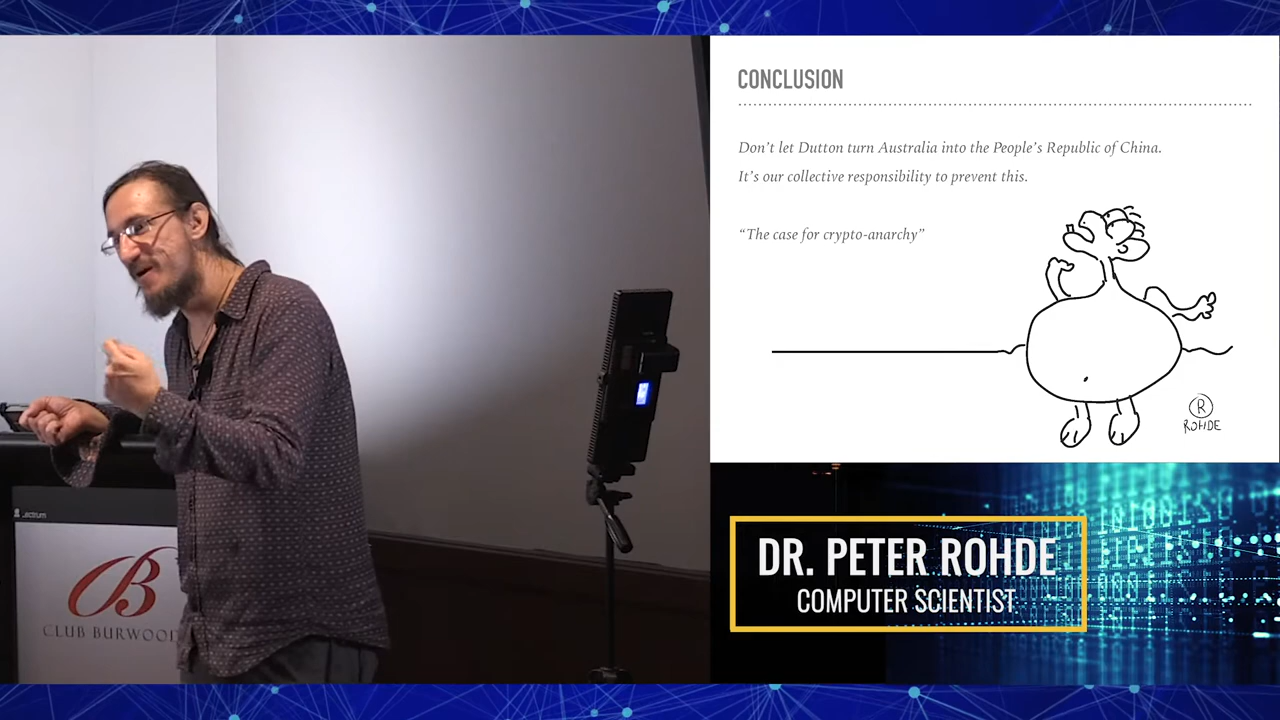 CONCLUSION
Don't let Dutton turn Australia into the People's Republic of China.
It's our collective responsibility to prevent this.
“The case for crypto-anarchy”
R
ROHDE
DR. PETER ROHDE
COMPUTER SCIENTIST
Lectrum
B
CLUB BURWOOD